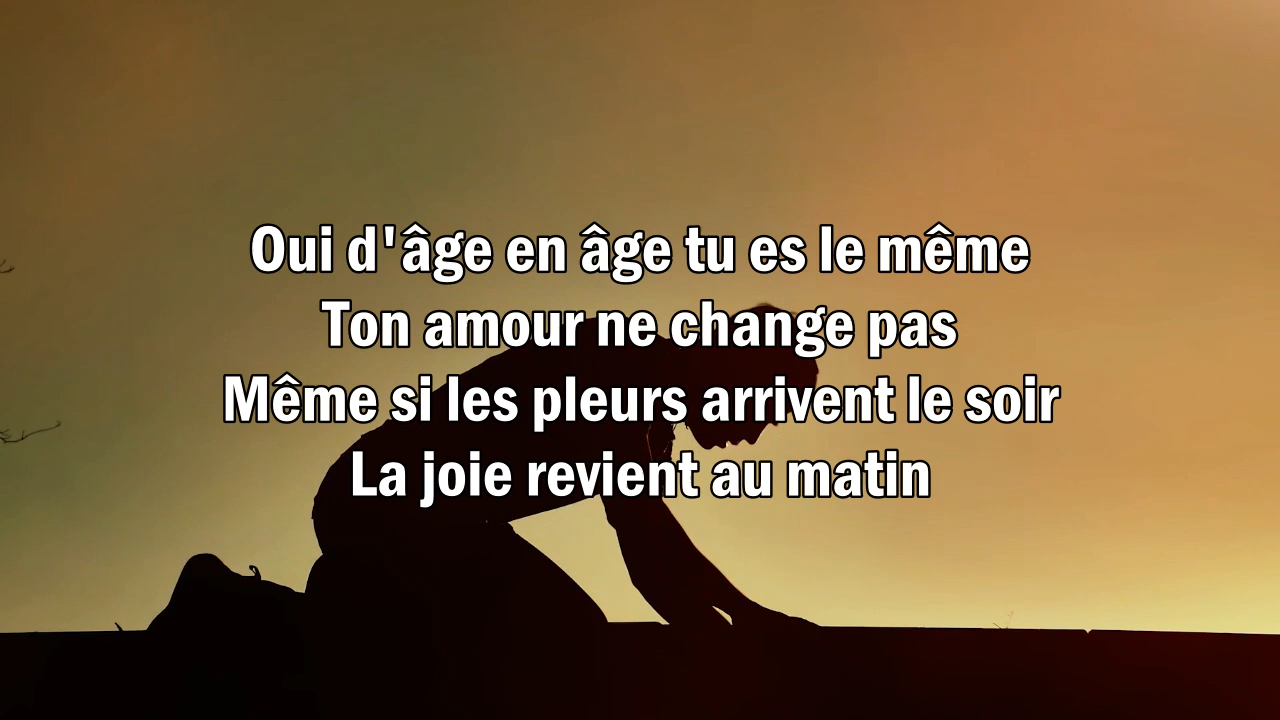 Oui d'âge en âge tu es le même
Ton amour ne change pas
Même si les pleurs arrivent le soir
La joie revient au matin